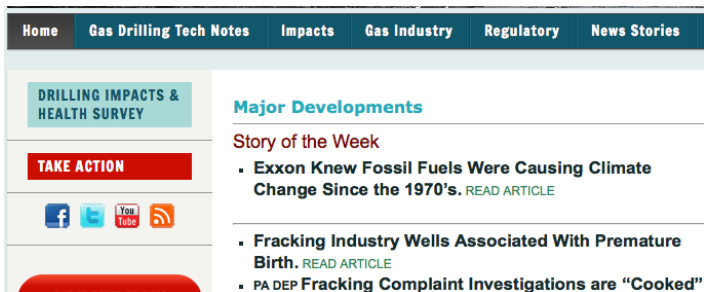 Home Gas Drilling Tech Notes Impacts Gas Industry Regulatory News Stories
DRILLING IMPACTS &
HEALTH SURVEY
TAKE ACTION
You
Tube
Major Developments
Story of the Week
Exxon Knew Fossil Fuels Were Causing Climate
Change Since the 1970’s. READ ARTICLE
Fracking Industry Wells Associated With Premature
Birth. READ ARTICLE
PA DEP Fracking Complaint Investigations are “Cooked”